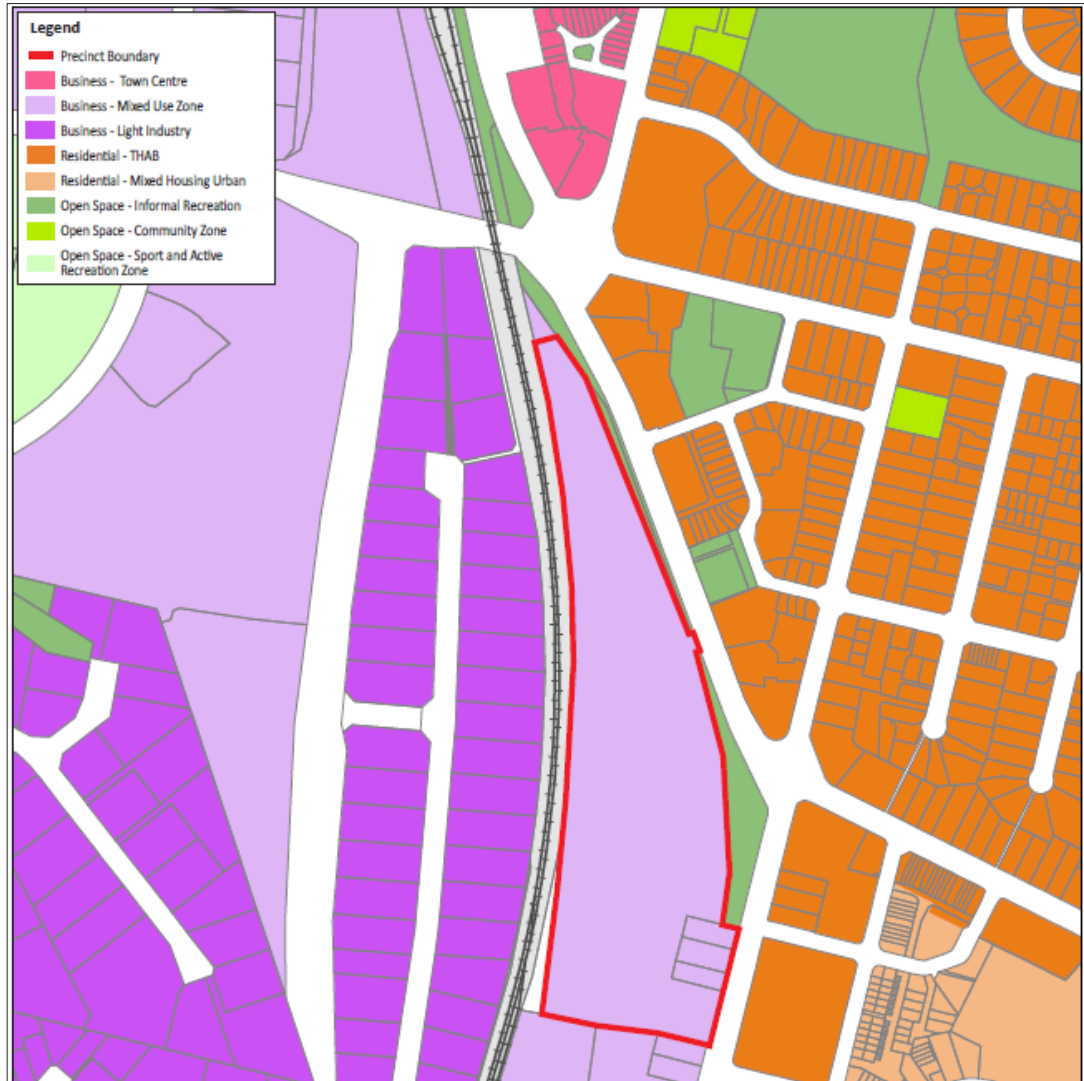 Legend
Precinct Boundary
Business - Town Centre
Business - Mixed Use Zone
Business - Light Industry
Residential - THAB
Residential - Mixed Housing Urban
Open Space - Informal Recreation
Open Space - Community Zone
Open Space - Sport and Active
Recreation Zone